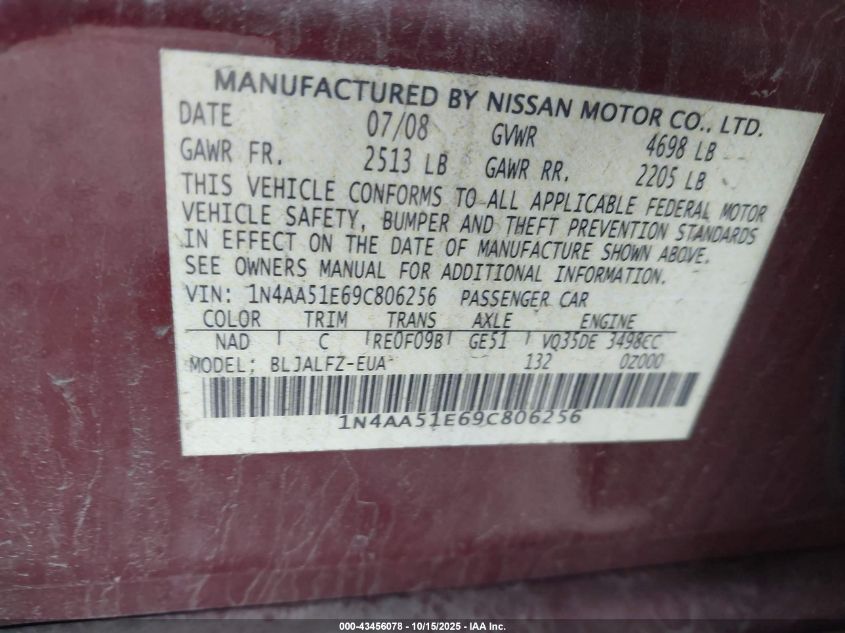 MANUFACTURED BY NISSAN MOTOR CO., LTD.
DATE 07/08 GVWR 4698 LB
GAWR FR. 2513 LB GAWR RR. 2205 LB
THIS VEHICLE CONFORMS TO ALL APPLICABLE FEDERAL MOTOR
VEHICLE SAFETY, BUMPER AND THEFT PREVENTION STANDARDS
IN EFFECT ON THE DATE OF MANUFACTURE SHOWN ABOVE.
SEE OWNERS MANUAL FOR ADDITIONAL INFORMATION.
VIN: 1N4AA51E69C806256 PASSENGER CAR
COLOR TRIM TRANS AXLE ENGINE
NAD C RE0F09B GE51 VQ35DE 3498CC
MODEL: BLJALFZ-EUA 132 0Z000
1N4AA51E69C806256
000-43456078 - 10/15/2025 - IAA Inc.